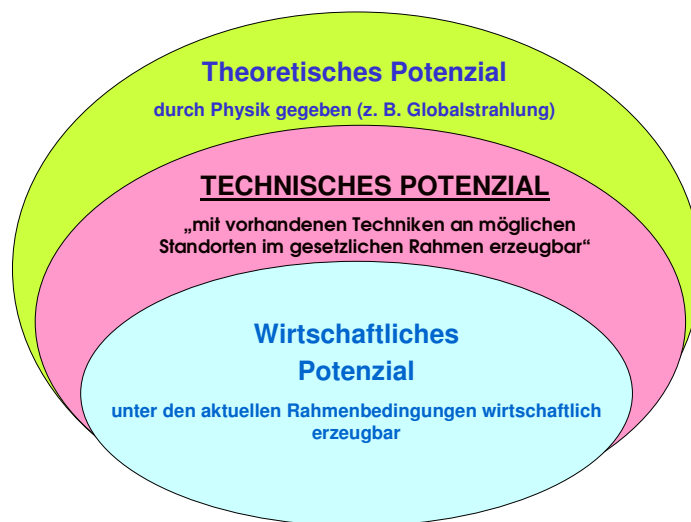 Theoretisches Potenzial
durch Physik gegeben (z. B. Globalstrahlung)
TECHNISCHES POTENZIAL
„mit vorhandenen Techniken an möglichen
Standorten im gesetzlichen Rahmen erzeugbar“
Wirtschaftliches
Potenzial
unter den aktuellen Rahmenbedingungen wirtschaftlich
erzeugbar